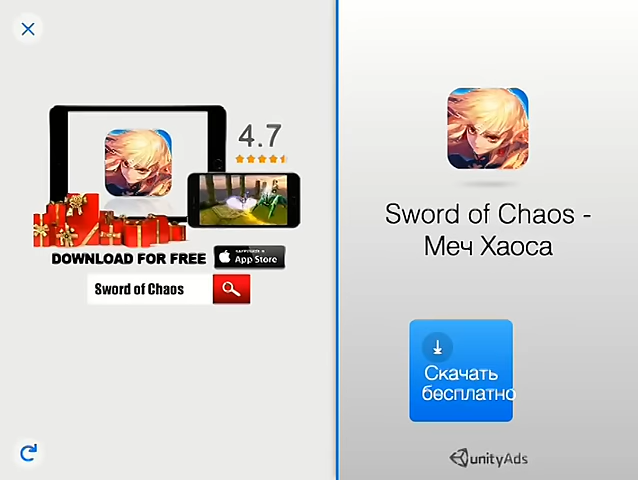 4.7
DOWNLOAD FOR FREE
App Store
Sword of Chaos
Sword of Chaos -
Меч Хаоса
Скачать
бесплатно
unityAds